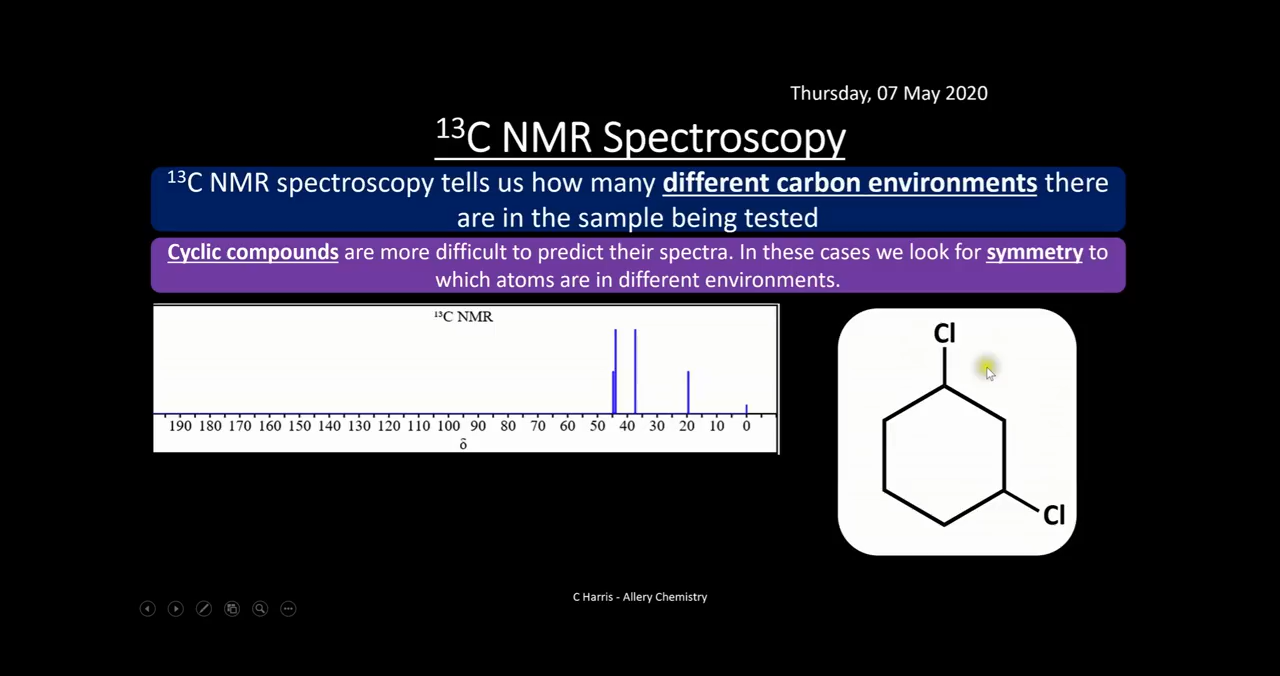 Thursday, 07 May 2020
¹³C NMR Spectroscopy
¹³C NMR spectroscopy tells us how many different carbon environments there
are in the sample being tested
Cyclic compounds are more difficult to predict their spectra. In these cases we look for symmetry to
which atoms are in different environments.
¹³C NMR
190 180 170 160 150 140 130 120 110 100 90 80 70 60 50 40 30 20 10 0
δ
Cl
Cl
C Harris - Allery Chemistry